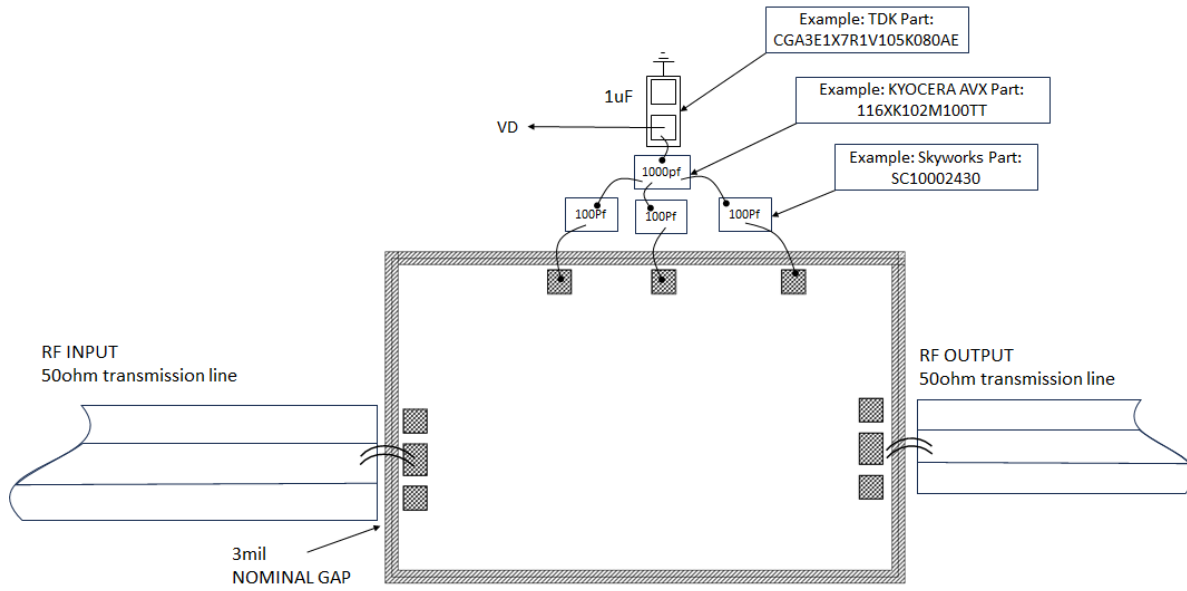 Example: TDK Part:
CGA3E1X7R1V105K080AE
1uF
Example: KYOCERA AVX Part:
116XK102M100TT
VD
Example: Skyworks Part:
SC10002430
1000pf
100Pf
100Pf
100Pf
RF INPUT
50ohm transmission line
RF OUTPUT
50ohm transmission line
3mil
NOMINAL GAP